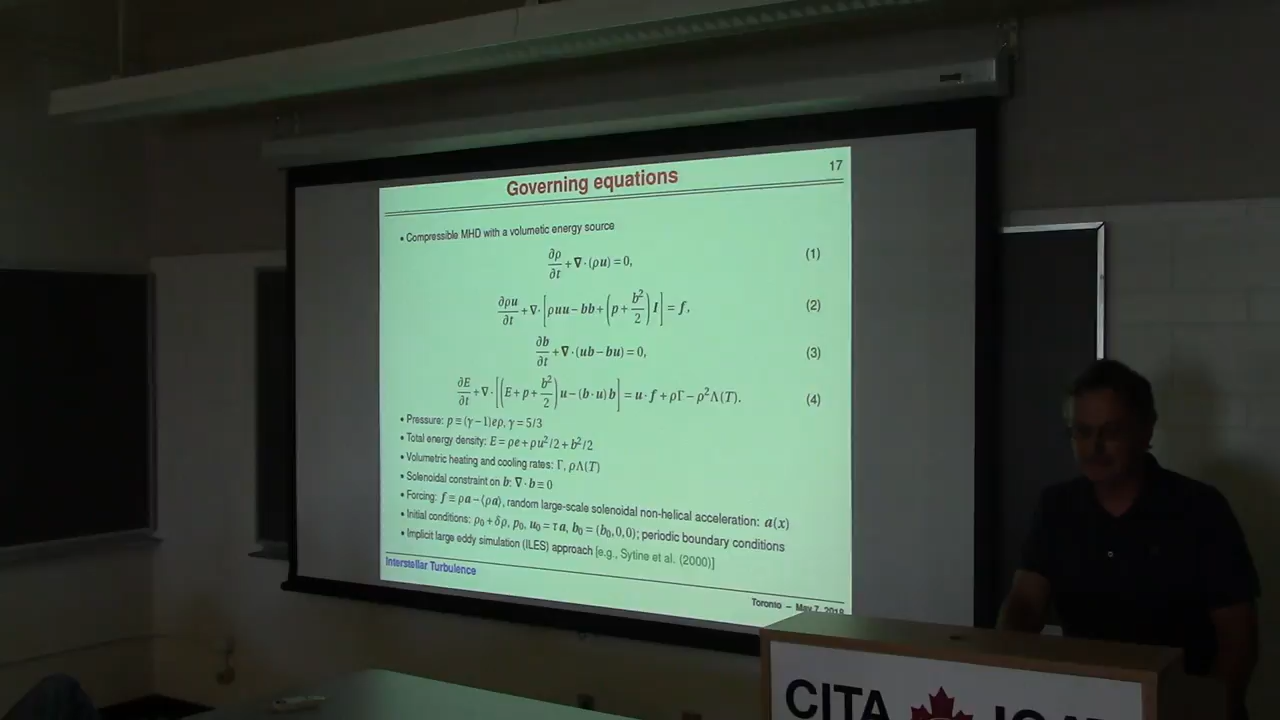 Governing equations
17
• Compressible MHD with a volumetic energy source
∂ρ/∂t + ∇·(ρu) = 0, (1)
∂ρu/∂t + ∇·[ρuu − bb + (p + b²/2) I] = f, (2)
∂b/∂t + ∇·(ub − bu) = 0, (3)
∂E/∂t + ∇·[(E + p + b²/2) u − (b·u) b] = u·f + ρΓ − ρ²Λ(T). (4)
• Pressure: p ≡ (γ − 1)eρ, γ = 5/3
• Total energy density: E = ρe + ρu²/2 + b²/2
• Volumetric heating and cooling rates: Γ, ρΛ(T)
• Solenoidal constraint on b: ∇·b ≡ 0
• Forcing: f ≡ ρa − ⟨ρa⟩, random large-scale solenoidal non-helical acceleration: a(x)
• Initial conditions: ρ₀ + δρ, p₀, u₀ = τa, b₀ = (b₀,0,0); periodic boundary conditions
• Implicit large eddy simulation (ILES) approach [e.g., Sytine et al. (2000)]
Interstellar Turbulence
Toronto – May 7, 2018
CITA